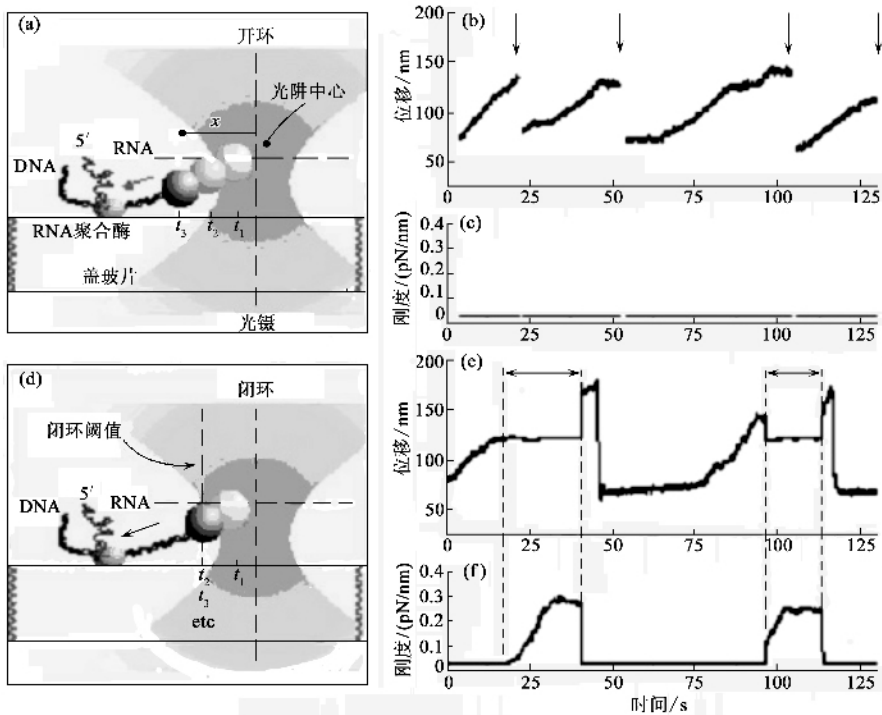 (a)
开环
光阱中心
x
5′
DNA
RNA
RNA聚合酶
t3 t2 t1
盖玻片
光镊
(b)
位移/nm
200
150
100
50
0 25 50 75 100 125
(c)
刚度/(pN/nm)
0.4
0.3
0.2
0.1
0
0 25 50 75 100 125
(d)
闭环
闭环阈值
5′
DNA
RNA
t2 t1
t3
etc
(e)
位移/nm
200
150
100
50
0 25 50 75 100 125
(f)
刚度/(pN/nm)
0.4
0.3
0.2
0.1
0
0 25 50 75 100 125
时间/s